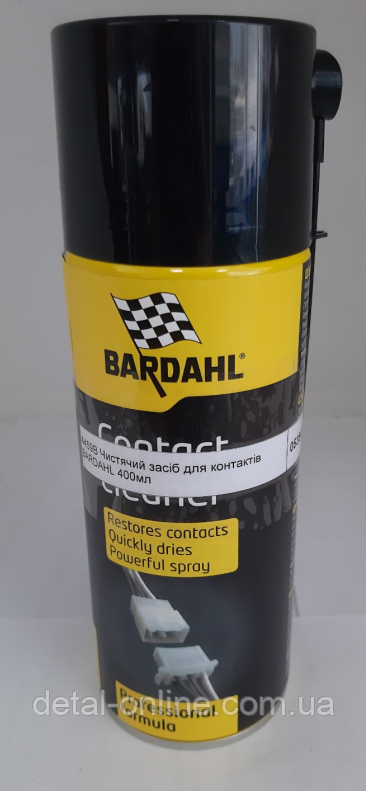 BARDAHL®
Contact
4459B Чистячий засіб для контактів
BARDAHL 400мл
cleaner
Restores contacts
Quickly dries
Powerful spray
Professional
formula
detal-online.com.ua